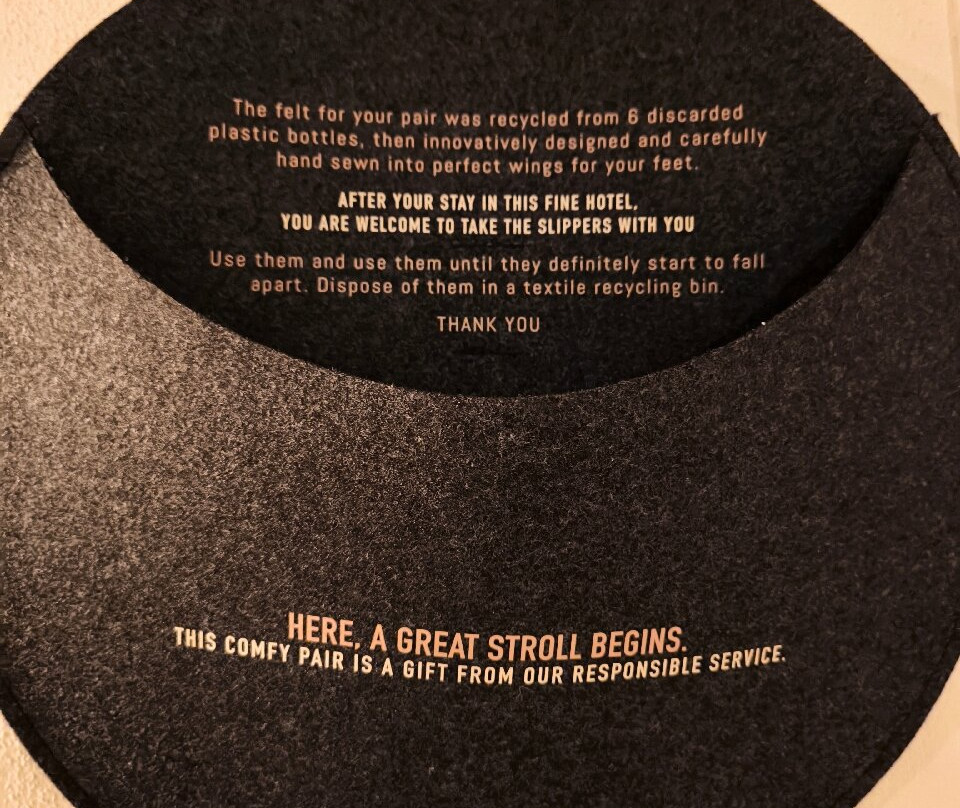 The felt for your pair was recycled from 6 discarded
plastic bottles, then innovatively designed and carefully
hand sewn into perfect wings for your feet.
AFTER YOUR STAY IN THIS FINE HOTEL,
YOU ARE WELCOME TO TAKE THE SLIPPERS WITH YOU
Use them and use them until they definitely start to fall
apart. Dispose of them in a textile recycling bin.
THANK YOU
HERE, A GREAT STROLL BEGINS.
THIS COMFY PAIR IS A GIFT FROM OUR RESPONSIBLE SERVICE.